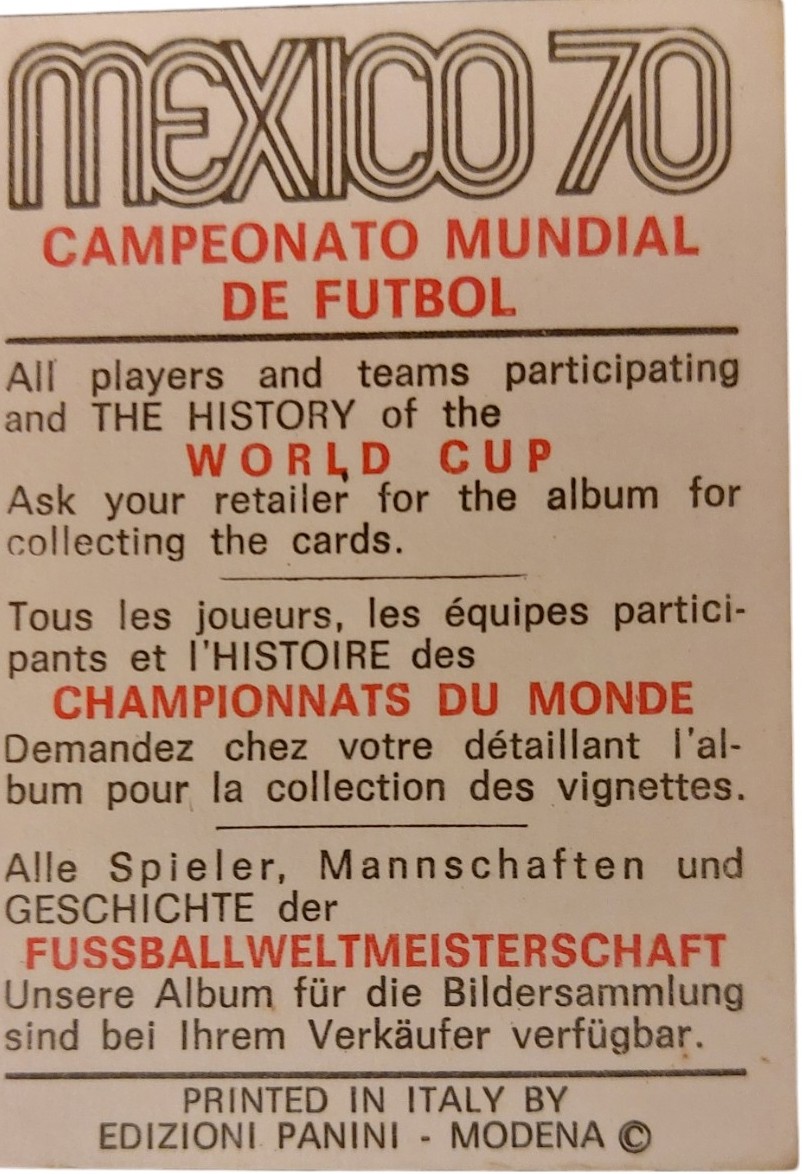 MEXICO 70
CAMPEONATO MUNDIAL
DE FUTBOL
All players and teams participating
and THE HISTORY of the
WORLD CUP
Ask your retailer for the album for
collecting the cards.
Tous les joueurs, les équipes partici-
pants et l'HISTOIRE des
CHAMPIONNATS DU MONDE
Demandez chez votre détaillant l'al-
bum pour la collection des vignettes.
Alle Spieler, Mannschaften und
GESCHICHTE der
FUSSBALLWELTMEISTERSCHAFT
Unsere Album für die Bildersammlung
sind bei Ihrem Verkäufer verfügbar.
PRINTED IN ITALY BY
EDIZIONI PANINI - MODENA ©